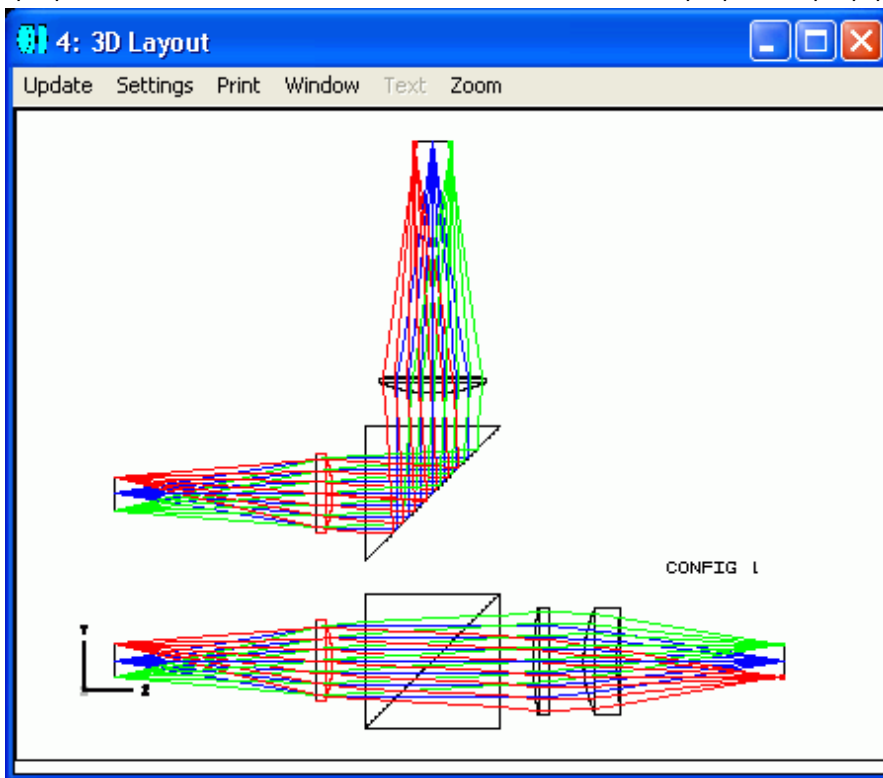 4: 3D Layout
Update Settings Print Window Text Zoom
CONFIG 1
Y
Z